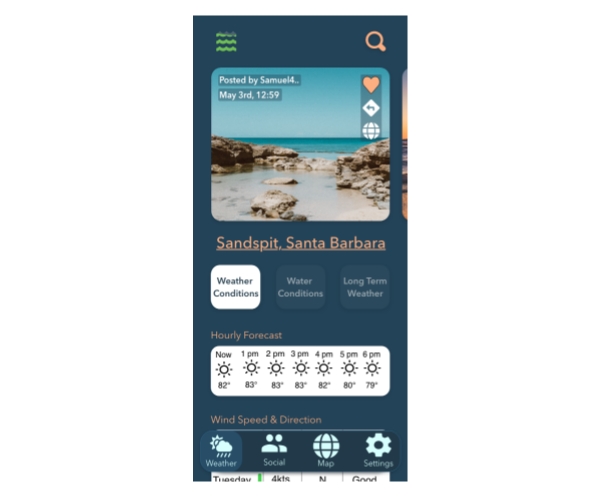 Posted by Samuel4..
May 3rd, 12:59
Sandspit, Santa Barbara
Weather Conditions
Water Conditions
Long Term Weather
Hourly Forecast
Now 1 pm 2 pm 3 pm 4 pm 5 pm 6 pm
82° 83° 83° 83° 82° 80° 79°
Wind Speed & Direction
Weather Social Map Settings
Tuesday 4kts N Good